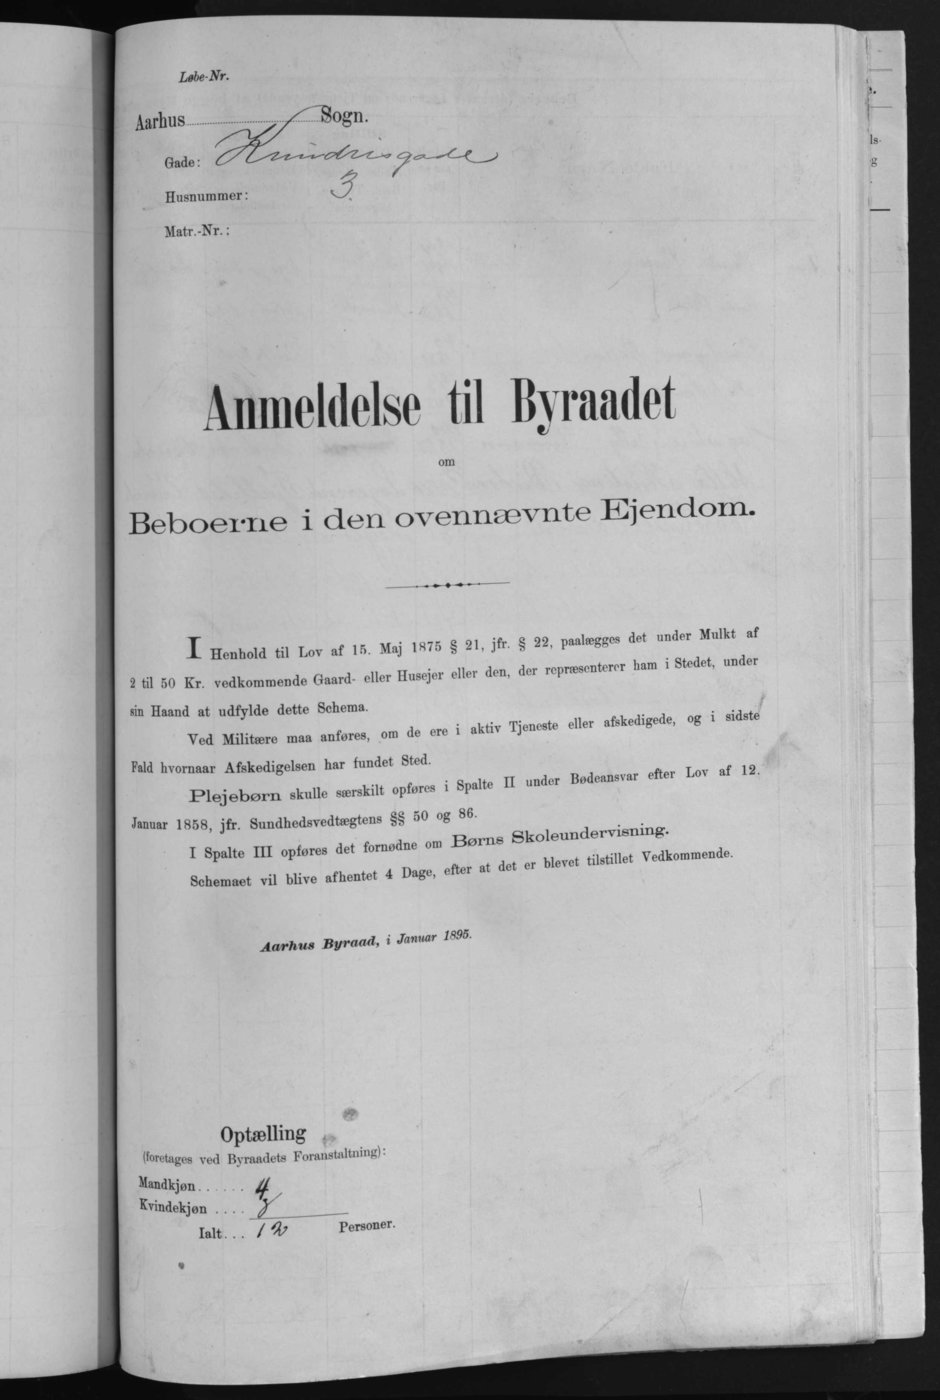 Løbe-Nr.
Aarhus Sogn.
Gade: Knudrisgade
Husnummer: 3.
Matr.-Nr.:
Anmeldelse til Byraadet
om
Beboerne i den ovennævnte Ejendom.
I Henhold til Lov af 15. Maj 1875 § 21, jfr. § 22, paalægges det under Mulkt af
2 til 50 Kr. vedkommende Gaard- eller Husejer eller den, der repræsenterer ham i Stedet, under
sin Haand at udfylde dette Schema.
Ved Militære maa anføres, om de ere i aktiv Tjeneste eller afskedigede, og i sidste
Fald hvornaar Afskedigelsen har fundet Sted.
Plejebørn skulle særskilt opføres i Spalte II under Bødeansvar efter Lov af 12.
Januar 1858, jfr. Sundhedsvedtægtens §§ 50 og 86.
I Spalte III opføres det fornødne om Børns Skoleundervisning.
Schemaet vil blive afhentet 4 Dage, efter at det er blevet tilstillet Vedkommende.
Aarhus Byraad, i Januar 1895.
Optælling
(foretages ved Byraadets Foranstaltning):
Mandkjøn...... 4
Kvindekjøn .... 8
Ialt... 12 Personer.